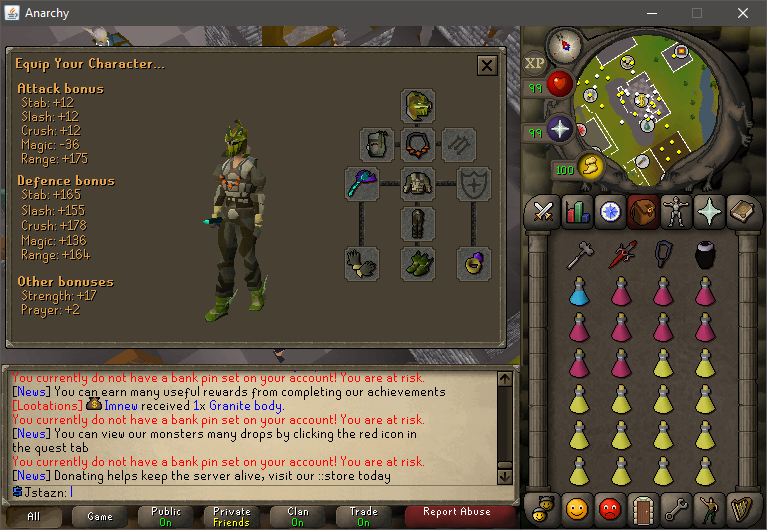 Anarchy
Equip Your Character...
Attack bonus
Stab: +12
Slash: +12
Crush: +12
Magic: -36
Range: +175
Defence bonus
Stab: +165
Slash: +155
Crush: +178
Magic: +136
Range: +164
Other bonuses
Strength: +17
Prayer: +2
XP
99
99
100
You currently do not have a bank pin set on your account! You are at risk.
[News] You can earn many useful rewards from completing our achievements
[Lootations] Imnew received 1x Granite body.
You currently do not have a bank pin set on your account! You are at risk.
[News] You can view our monsters many drops by clicking the red icon in
the quest tab
You currently do not have a bank pin set on your account! You are at risk.
[News] Donating helps keep the server alive, visit our ::store today
Jstazn:
All
Game
Public
On
Private
Friends
Clan
On
Trade
On
Report Abuse